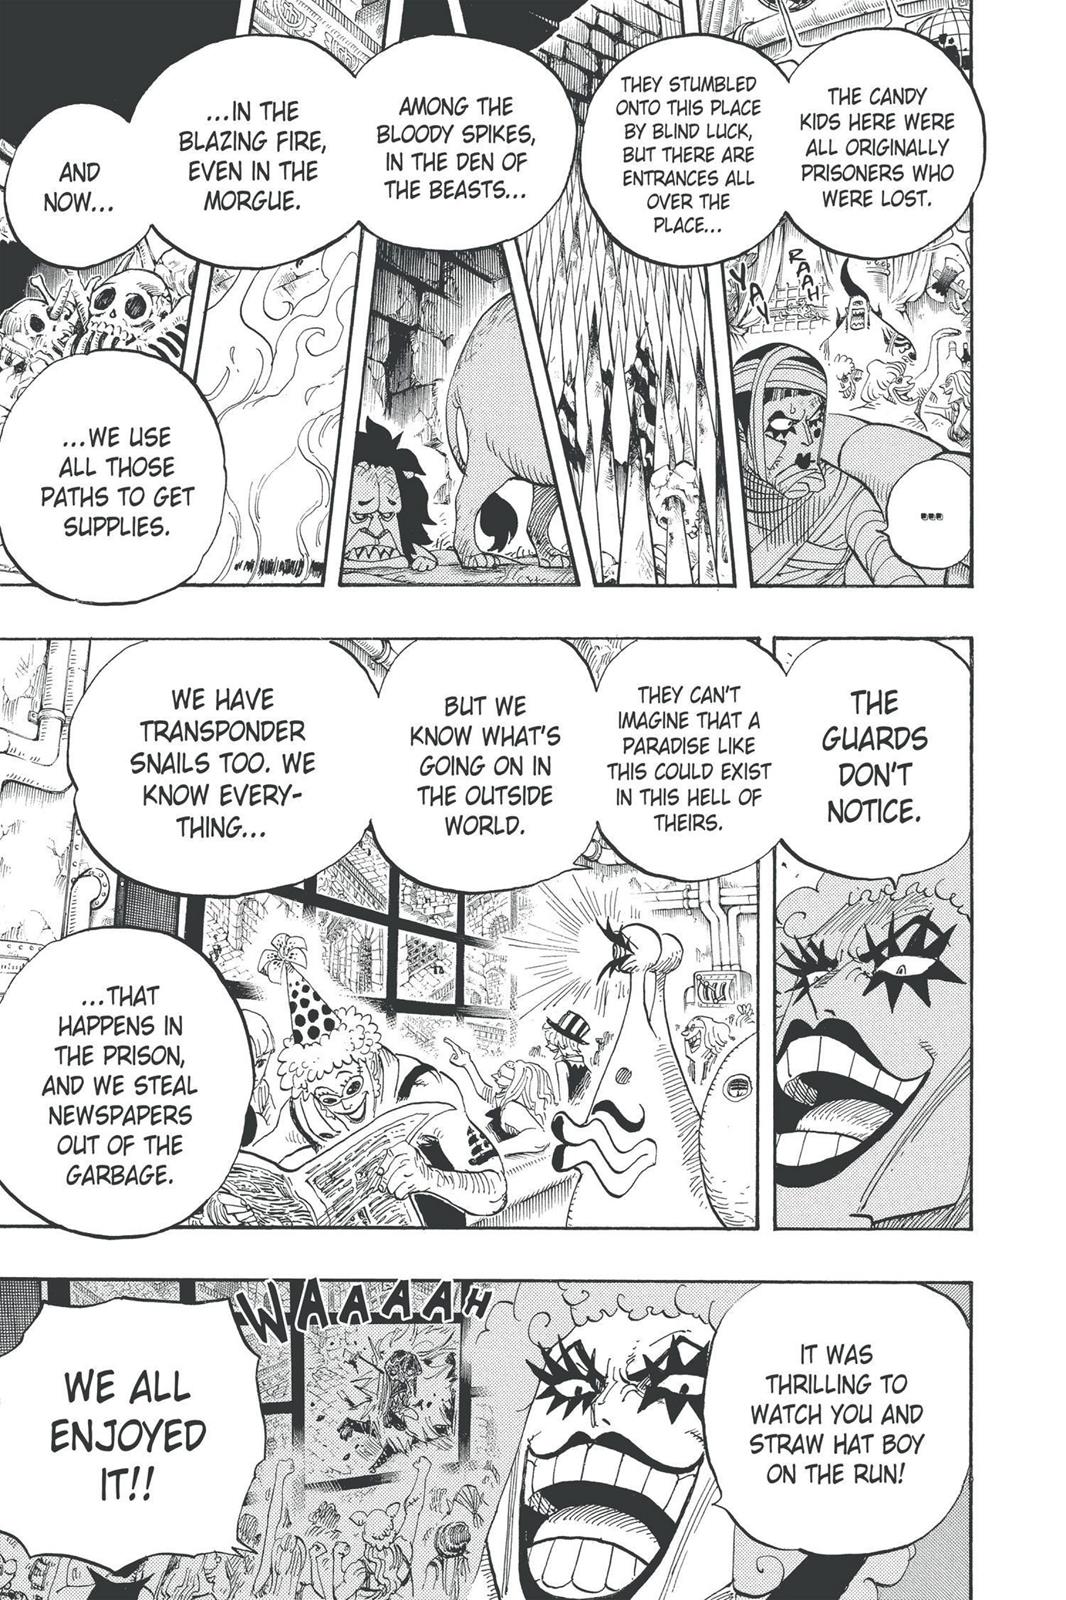 THE CANDY
KIDS HERE WERE
ALL ORIGINALLY
PRISONERS WHO
WERE LOST.
THEY STUMBLED
ONTO THIS PLACE
BY BLIND LUCK,
BUT THERE ARE
ENTRANCES ALL
OVER THE
PLACE...
RAAH
YAY
...
AMONG THE
BLOODY SPIKES,
IN THE DEN OF
THE BEASTS...
...IN THE
BLAZING FIRE,
EVEN IN THE
MORGUE.
AND
NOW...
...WE USE
ALL THOSE
PATHS TO GET
SUPPLIES.
THE
GUARDS
DON'T
NOTICE.
THEY CAN'T
IMAGINE THAT A
PARADISE LIKE
THIS COULD EXIST
IN THIS HELL OF
THEIRS.
BUT WE
KNOW WHAT'S
GOING ON IN
THE OUTSIDE
WORLD.
WE HAVE
TRANSPONDER
SNAILS TOO. WE
KNOW EVERY-
THING...
...THAT
HAPPENS IN
THE PRISON,
AND WE STEAL
NEWSPAPERS
OUT OF THE
GARBAGE.
IT WAS
THRILLING TO
WATCH YOU AND
STRAW HAT BOY
ON THE RUN!
WAAAAAH
WE ALL
ENJOYED
IT!!